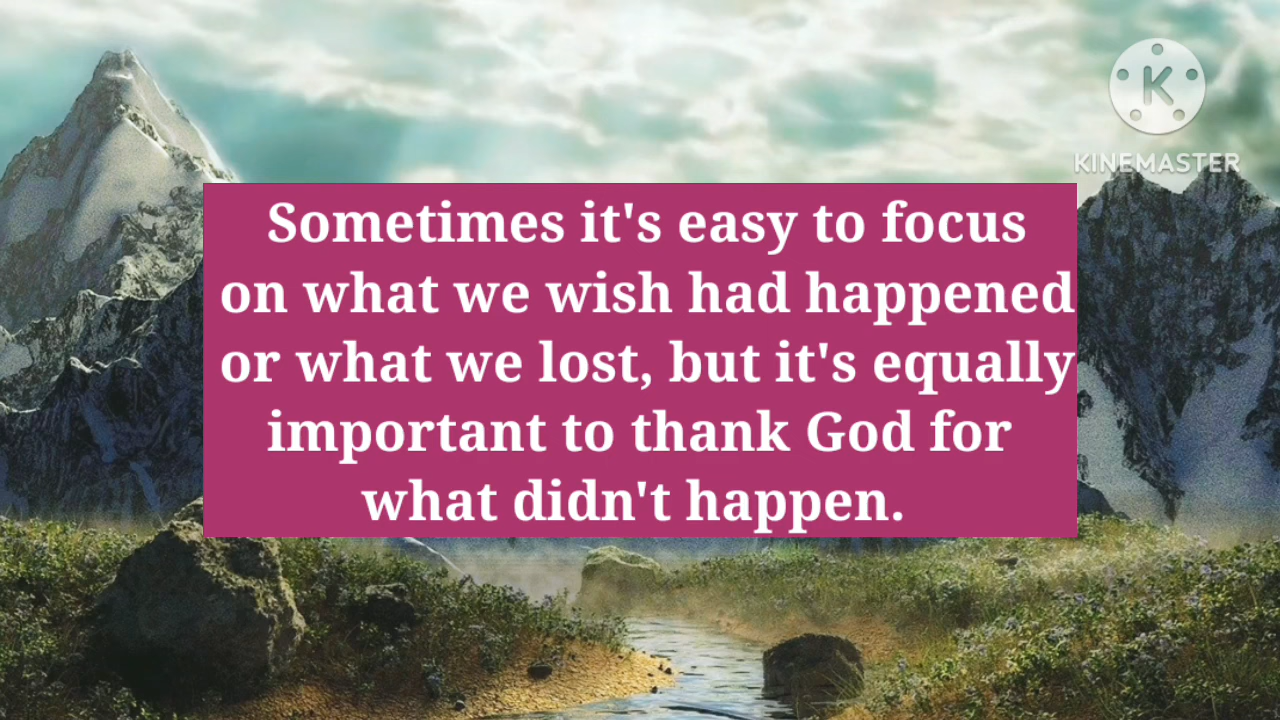 K
KINEMASTER
Sometimes it's easy to focus
on what we wish had happened
or what we lost, but it's equally
important to thank God for
what didn't happen.